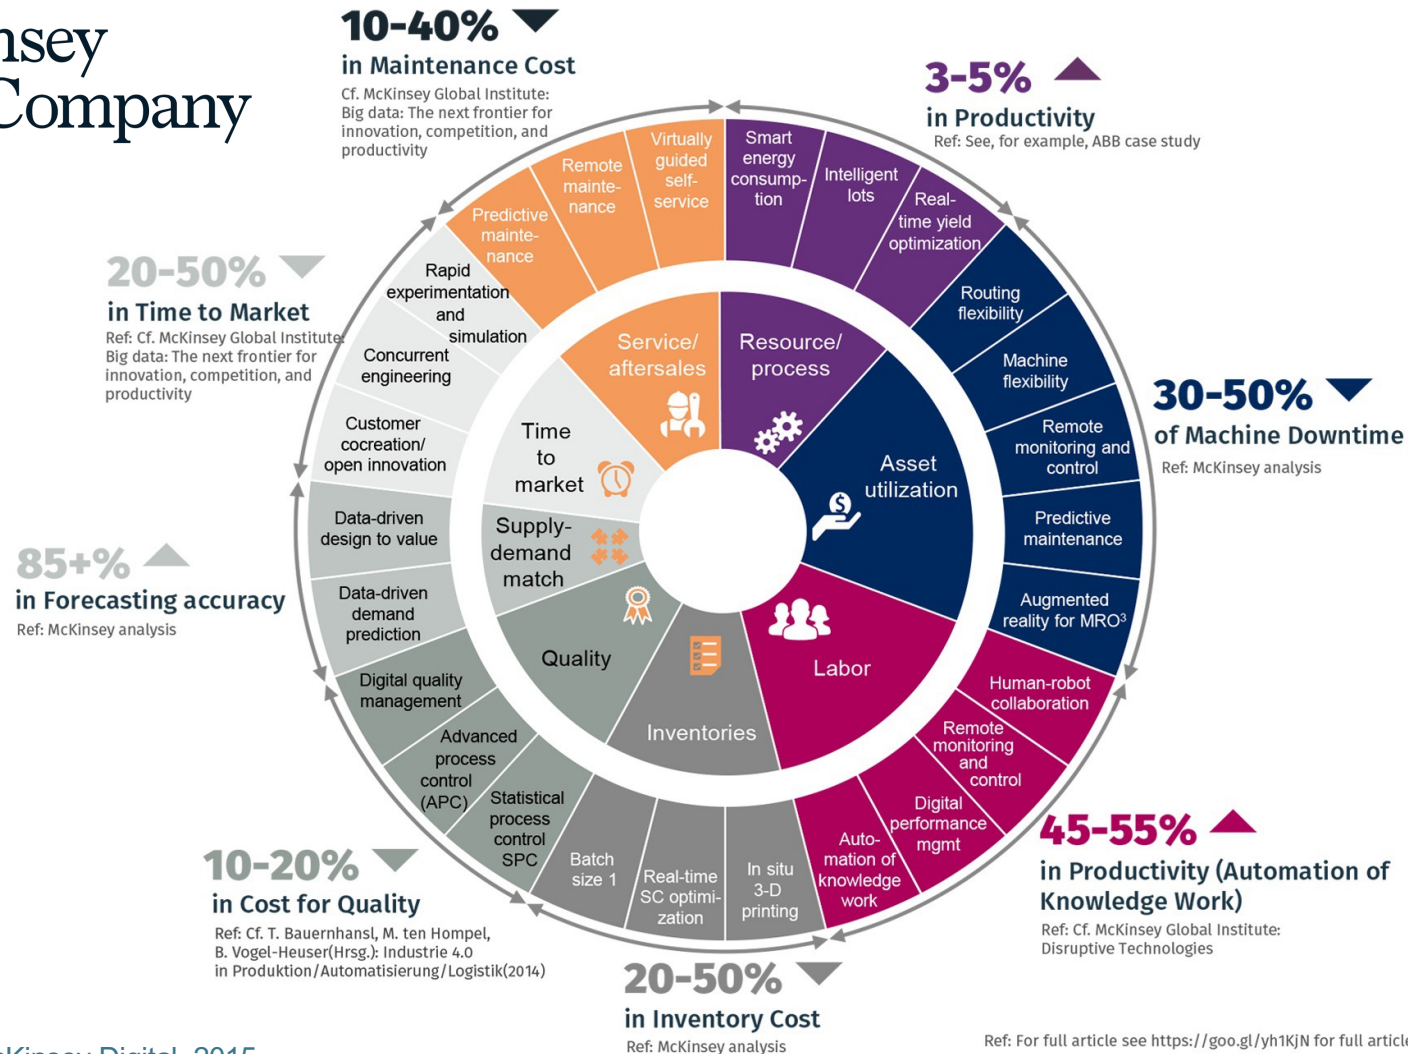 nsey
Company
10-40%
in Maintenance Cost
Cf. McKinsey Global Institute:
Big data: The next frontier for
innovation, competition, and
productivity
3-5%
in Productivity
Ref: See, for example, ABB case study
20-50%
in Time to Market
Ref: Cf. McKinsey Global Institute:
Big data: The next frontier for
innovation, competition, and
productivity
30-50%
of Machine Downtime
Ref: McKinsey analysis
85+%
in Forecasting accuracy
Ref: McKinsey analysis
45-55%
in Productivity (Automation of
Knowledge Work)
Ref: Cf. McKinsey Global Institute:
Disruptive Technologies
10-20%
in Cost for Quality
Ref: Cf. T. Bauernhansl, M. ten Hompel,
B. Vogel-Heuser(Hrsg.): Industrie 4.0
in Produktion/Automatisierung/Logistik(2014)
20-50%
in Inventory Cost
Ref: McKinsey analysis
Virtually
guided
self-
service
Remote
mainte-
nance
Predictive
mainte-
nance
Smart
energy
consump-
tion
Intelligent
lots
Real-
time yield
optimization
Routing
flexibility
Machine
flexibility
Remote
monitoring and
control
Predictive
maintenance
Augmented
reality for MRO³
Human-robot
collaboration
Remote
monitoring
and
control
Digital
performance
mgmt
Auto-
mation of
knowledge
work
In situ
3-D
printing
Real-time
SC optimi-
zation
Batch
size 1
Statistical
process
control
SPC
Advanced
process
control
(APC)
Digital quality
management
Data-driven
demand
prediction
Data-driven
design to value
Customer
cocreation/
open innovation
Concurrent
engineering
Rapid
experimentation
and
simulation
Service/
aftersales
Resource/
process
Asset
utilization
$
Labor
Inventories
Quality
Supply-
demand
match
Time
to
market
McKinsey Digital, 2015
Ref: For full article see https://goo.gl/yh1KjN for full article